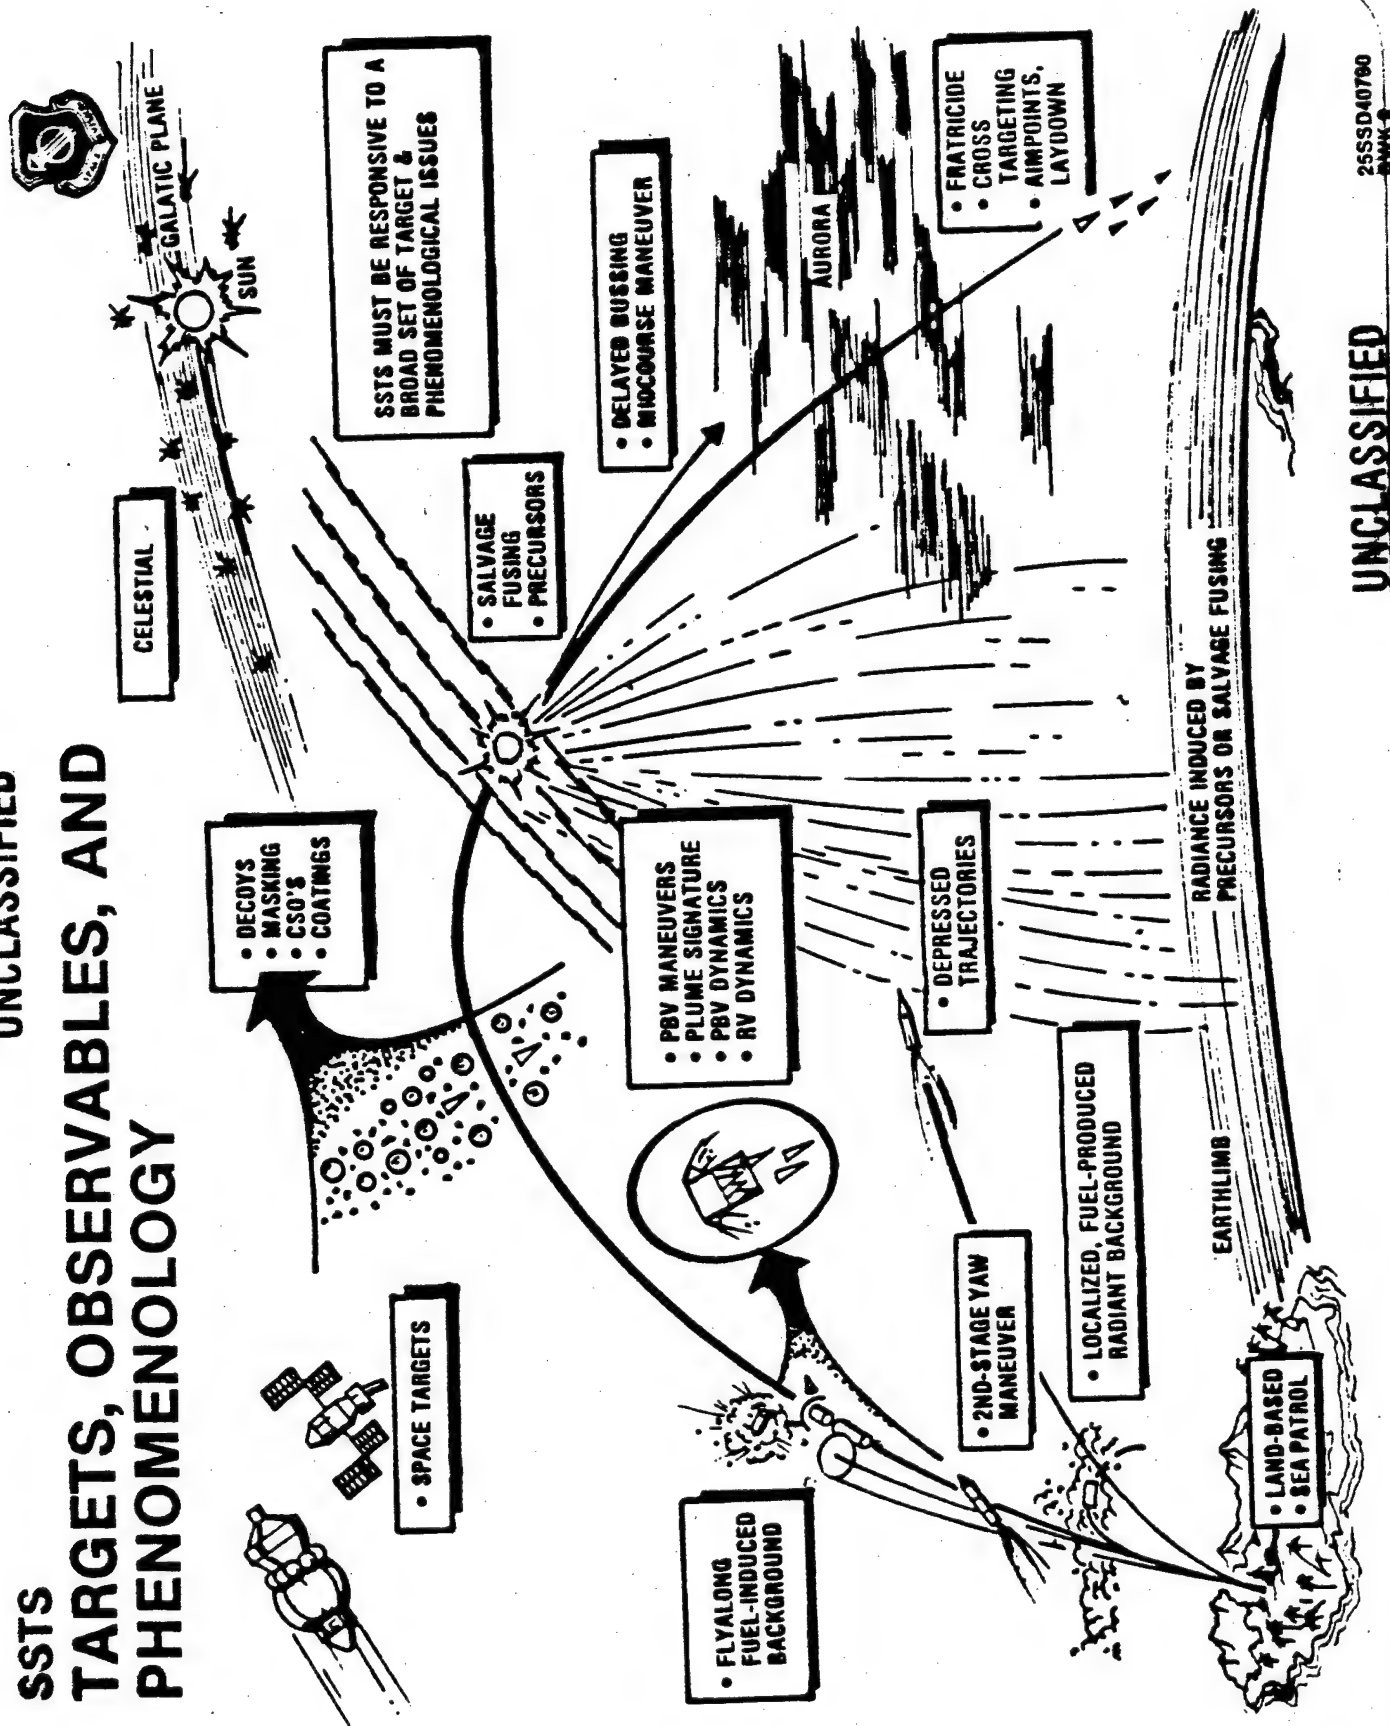 UNCLASSIFIED
SSTS
TARGETS, OBSERVABLES, AND
PHENOMENOLOGY
CELESTIAL
GALATIC PLANE
SUN
• DECOYS
• MASKING
• CSO'S
• COATINGS
SSTS MUST BE RESPONSIVE TO A
BROAD SET OF TARGET &
PHENOMENOLOGICAL ISSUES
• SPACE TARGETS
• SALVAGE
FUSING
• PRECURSORS
• DELAYED BUSSING
• MIDCOURSE MANEUVER
• PBV MANEUVERS
• PLUME SIGNATURE
• PBV DYNAMICS
• RV DYNAMICS
AURORA
• FLYALONG
FUEL-INDUCED
BACKGROUND
• DEPRESSED
TRAJECTORIES
• FRATRICIDE
• CROSS
TARGETING
• AIMPOINTS,
LAYDOWN
• 2ND-STAGE YAW
MANEUVER
• LOCALIZED, FUEL-PRODUCED
RADIANT BACKGROUND
RADIANCE INDUCED BY
PRECURSORS OR SALVAGE FUSING
EARTHLIMB
• LAND-BASED
• SEA PATROL
UNCLASSIFIED
25SSD40790